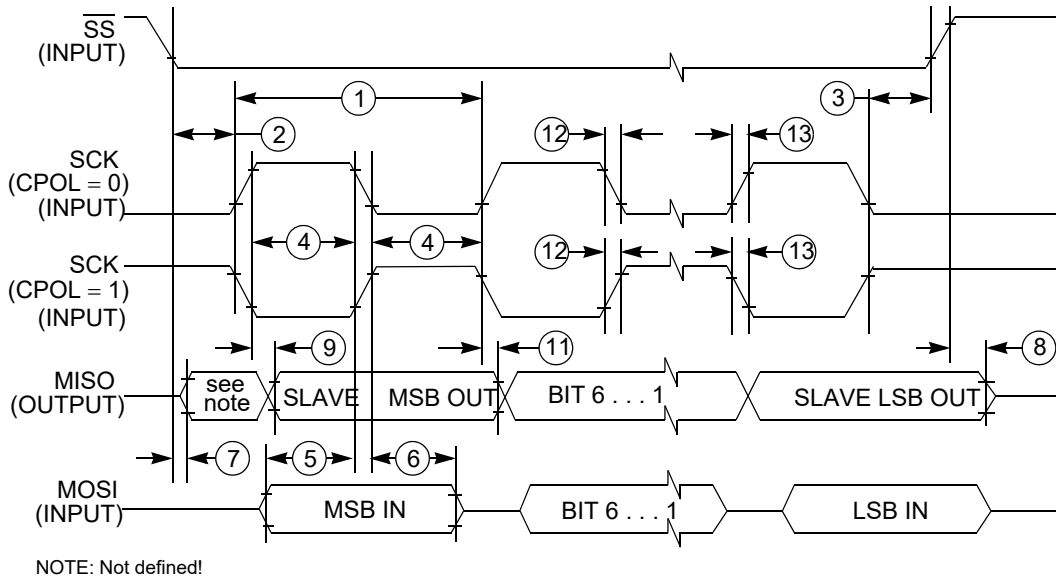 SS
(INPUT)
1
3
2
12
13
SCK
(CPOL = 0)
(INPUT)
4
4
SCK
(CPOL = 1)
(INPUT)
12
13
9
11
8
MISO
(OUTPUT)
see
note
SLAVE MSB OUT
BIT 6 . . . 1
SLAVE LSB OUT
7
5
6
MOSI
(INPUT)
MSB IN
BIT 6 . . . 1
LSB IN
NOTE: Not defined!